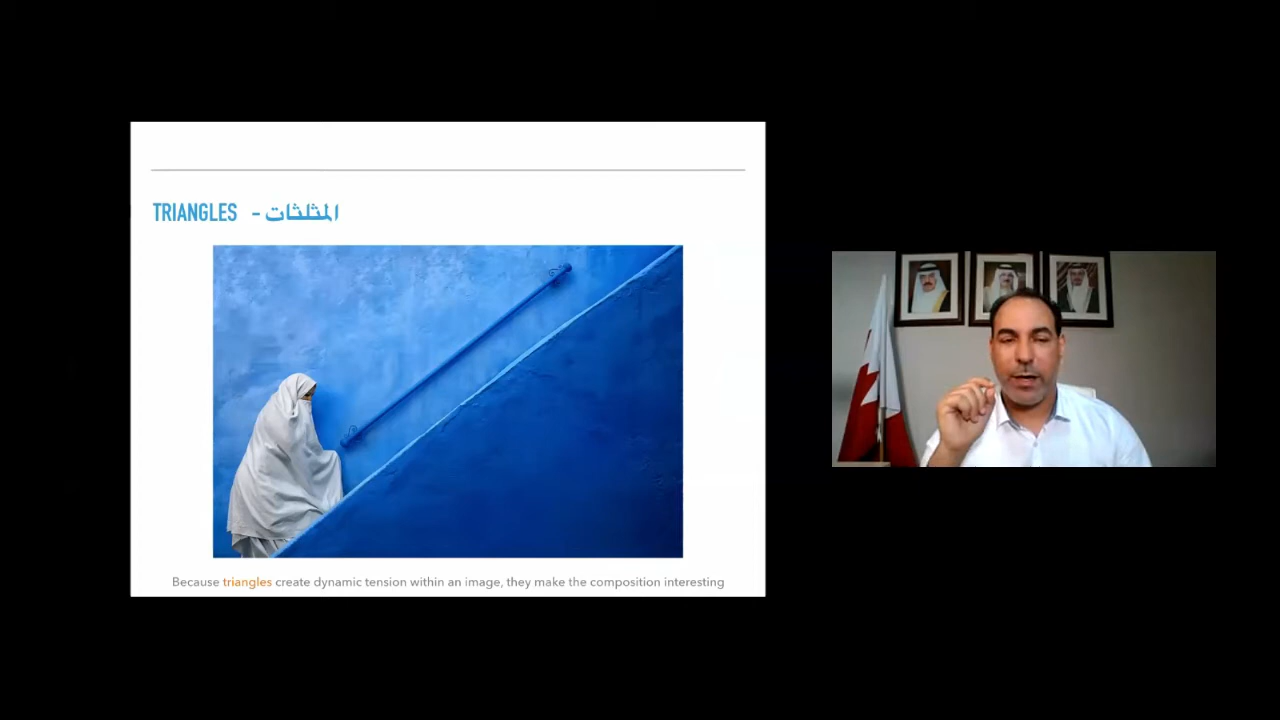 TRIANGLES - المثلثات
Because triangles create dynamic tension within an image, they make the composition interesting